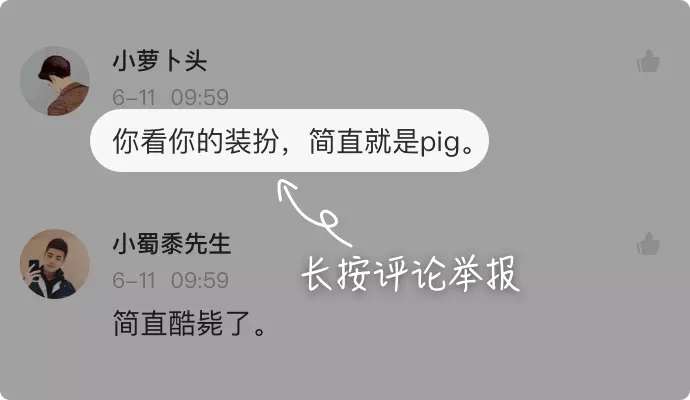 小萝卜头
6-11 09:59
你看你的装扮，简直就是pig。
小蜀黍先生
6-11 09:59
长按评论举报
简直酷毙了。